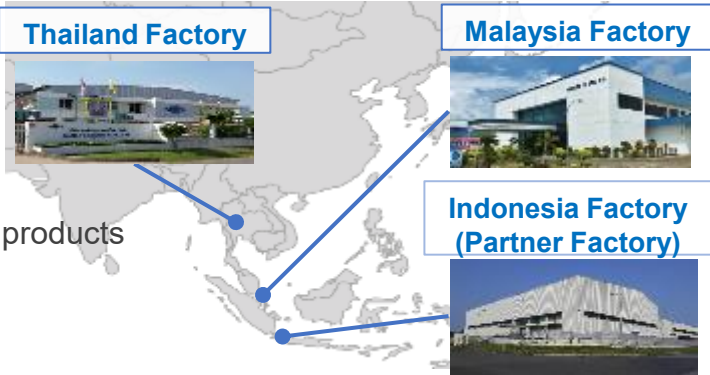 Thailand Factory
Malaysia Factory
products
Indonesia Factory
(Partner Factory)